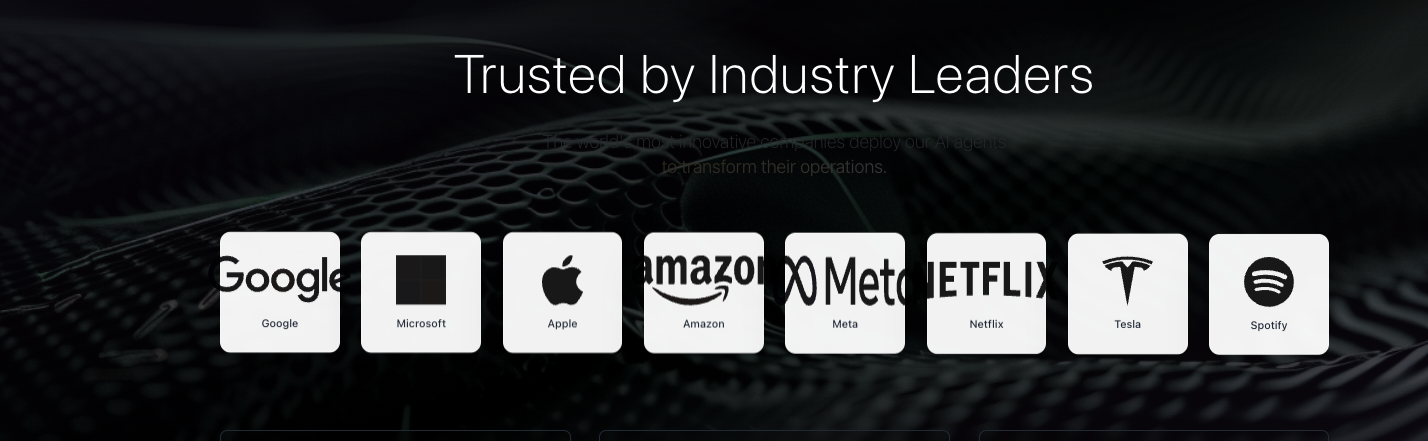 Trusted by Industry Leaders
The world's most innovative companies deploy our AI agents
to transform their operations.
Google
amazon
Meta
NETFLIX
Google
Microsoft
Apple
Amazon
Meta
Netflix
Tesla
Spotify